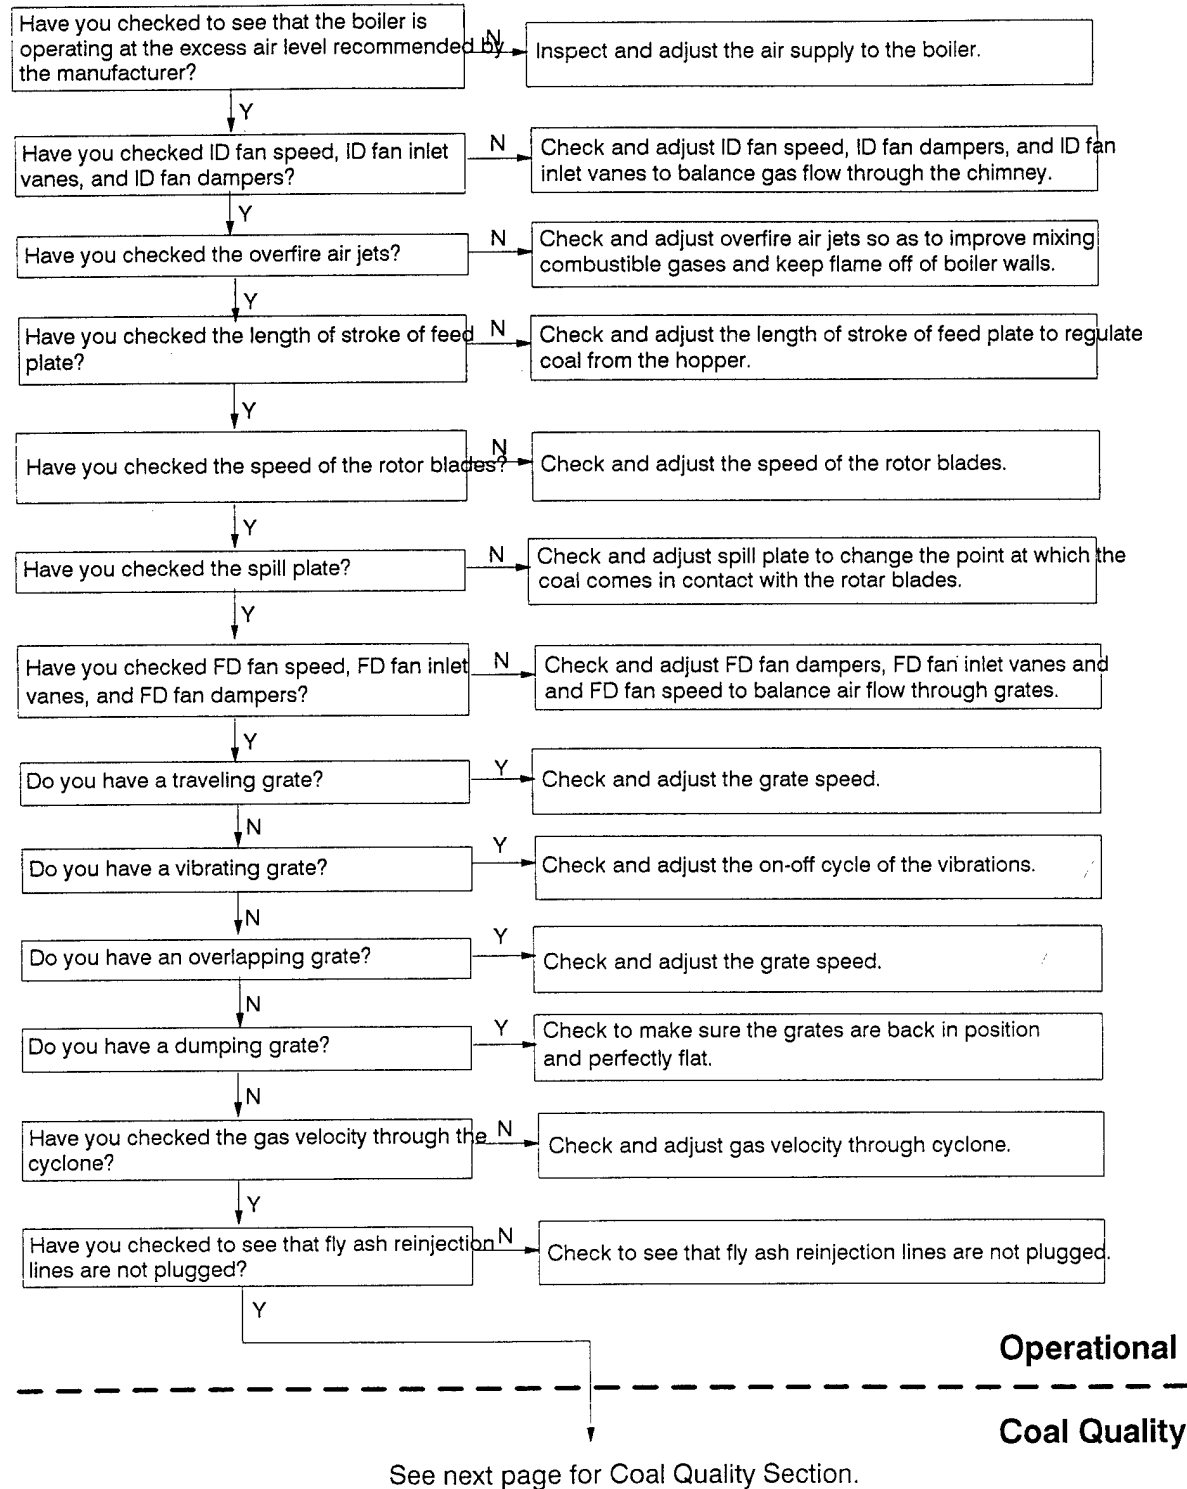 Have you checked to see that the boiler is
operating at the excess air level recommended by
the manufacturer?
N
Inspect and adjust the air supply to the boiler.
Y
Have you checked ID fan speed, ID fan inlet
vanes, and ID fan dampers?
N
Check and adjust ID fan speed, ID fan dampers, and ID fan
inlet vanes to balance gas flow through the chimney.
Y
Have you checked the overfire air jets?
N
Check and adjust overfire air jets so as to improve mixing
combustible gases and keep flame off of boiler walls.
Y
Have you checked the length of stroke of feed
plate?
N
Check and adjust the length of stroke of feed plate to regulate
coal from the hopper.
Y
Have you checked the speed of the rotor blades?
N
Check and adjust the speed of the rotor blades.
Y
Have you checked the spill plate?
N
Check and adjust spill plate to change the point at which the
coal comes in contact with the rotar blades.
Y
Have you checked FD fan speed, FD fan inlet
vanes, and FD fan dampers?
N
Check and adjust FD fan dampers, FD fan inlet vanes and
and FD fan speed to balance air flow through grates.
Y
Do you have a traveling grate?
Y
Check and adjust the grate speed.
N
Do you have a vibrating grate?
Y
Check and adjust the on-off cycle of the vibrations.
N
Do you have an overlapping grate?
Y
Check and adjust the grate speed.
N
Do you have a dumping grate?
Y
Check to make sure the grates are back in position
and perfectly flat.
N
Have you checked the gas velocity through the
cyclone?
N
Check and adjust gas velocity through cyclone.
Y
Have you checked to see that fly ash reinjection
lines are not plugged?
N
Check to see that fly ash reinjection lines are not plugged.
Y
Operational
Coal Quality
See next page for Coal Quality Section.